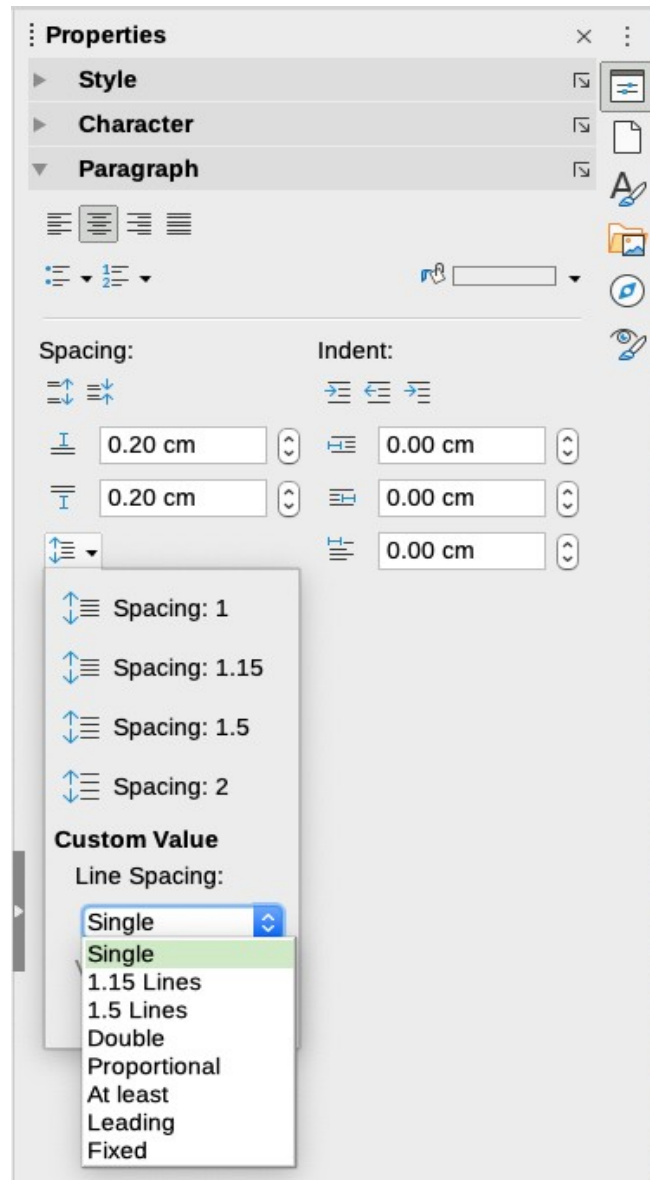 Properties
Style
Character
Paragraph
Spacing:
Indent:
0.20 cm
0.00 cm
0.20 cm
0.00 cm
0.00 cm
Spacing: 1
Spacing: 1.15
Spacing: 1.5
Spacing: 2
Custom Value
Line Spacing:
Single
Single
1.15 Lines
1.5 Lines
Double
Proportional
At least
Leading
Fixed